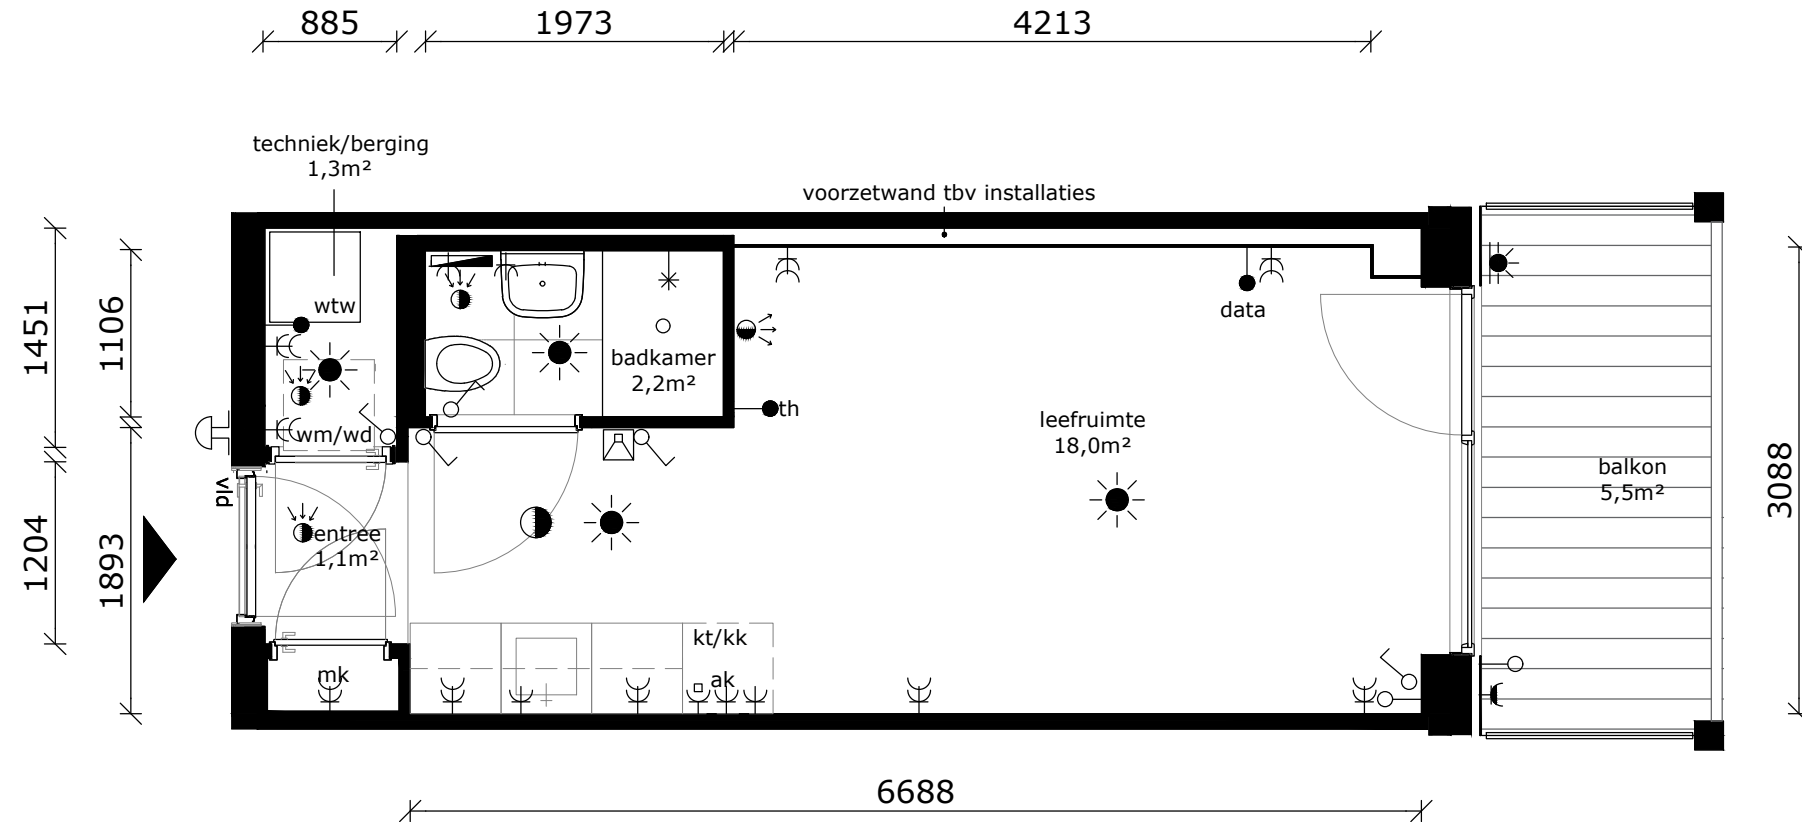 885
1973
4213
techniek/berging
1,3m²
voorzetwand tbv installaties
1451
1106
wtw
data
badkamer
2,2m²
th
leefruimte
18,0m²
wm/wd
balkon
5,5m²
3088
vld
entree
1,1m²
1204
1893
kt/kk
mk
ak
6688